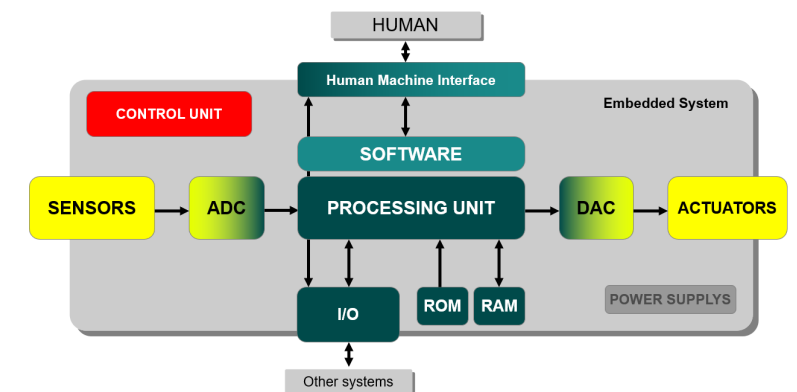 HUMAN
Human Machine Interface
Embedded System
CONTROL UNIT
SOFTWARE
SENSORS
ADC
PROCESSING UNIT
DAC
ACTUATORS
I/O
ROM
RAM
POWER SUPPLYS
Other systems